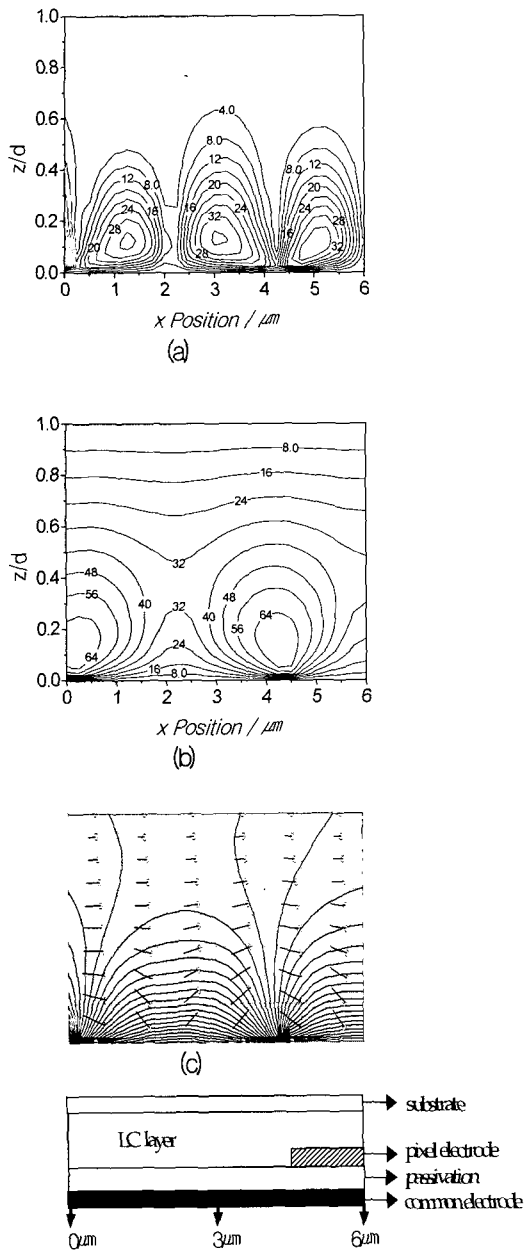 1.0
0.8
0.6
0.4
0.2
0.0
z/d
4.0
8.0
8.0
8.0
12
12
12
16
16
16
20
20
20
24
24
24
28
28
28
32
32
0 1 2 3 4 5 6
x Position / μm
(a)
1.0
0.8
0.6
0.4
0.2
0.0
z/d
8.0
16
24
32
48
48
56
40
32
40
56
64
64
24
16
8.0
0 1 2 3 4 5 6
x Position / μm
(b)
(c)
substrate
LC layer
pixel electrode
passivation
common electrode
0μm
3μm
6μm